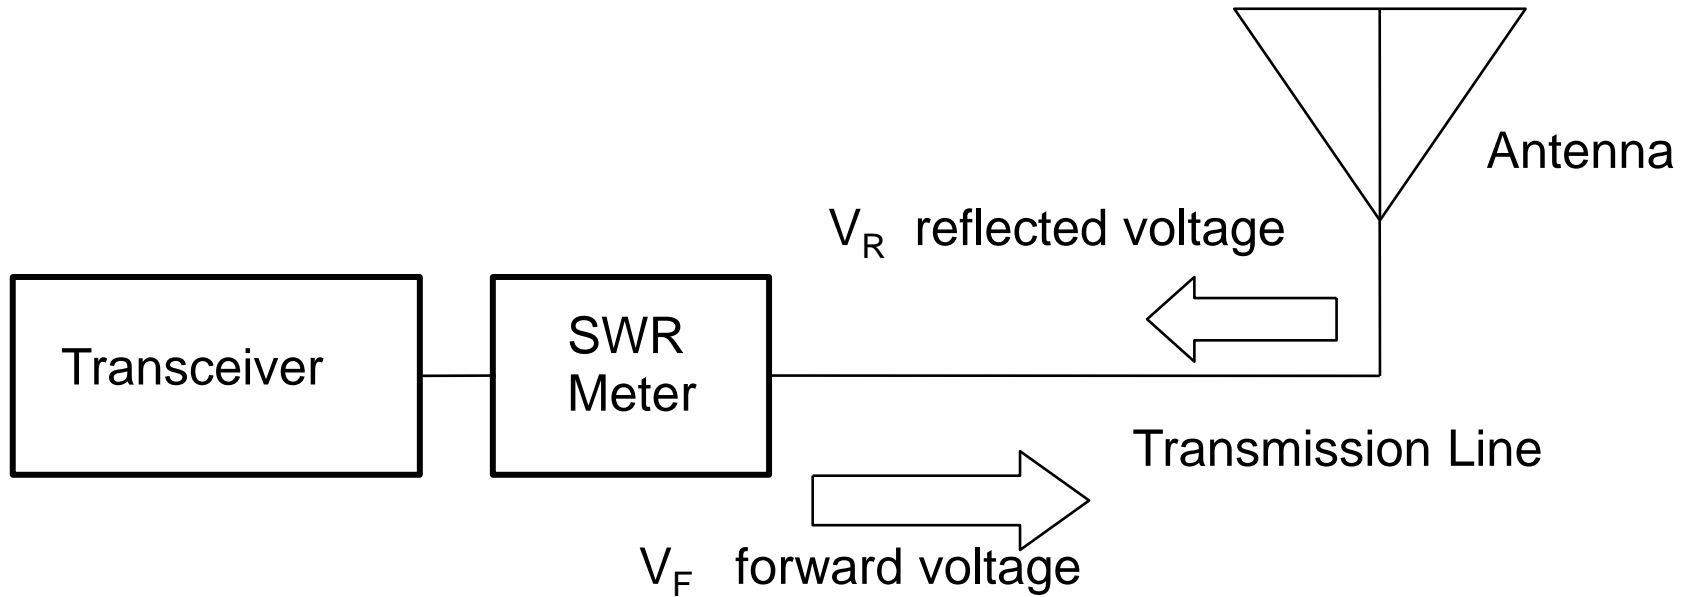 Antenna
V_R reflected voltage
Transceiver
SWR
Meter
Transmission Line
V_F forward voltage